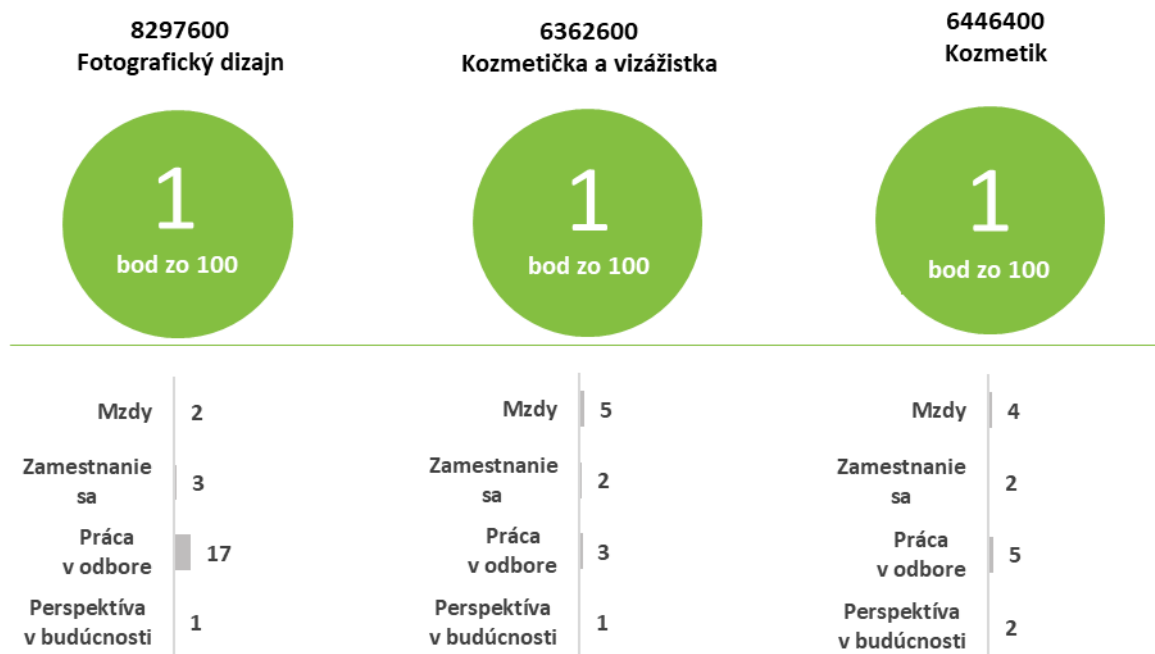 8297600
Fotografický dizajn
1
bod zo 100
Mzdy 2
Zamestnanie
sa 3
Práca
v odbore 17
Perspektíva
v budúcnosti 1
6362600
Kozmetička a vizážistka
1
bod zo 100
Mzdy 5
Zamestnanie
sa 2
Práca
v odbore 3
Perspektíva
v budúcnosti 1
6446400
Kozmetik
1
bod zo 100
Mzdy 4
Zamestnanie
sa 2
Práca
v odbore 5
Perspektíva
v budúcnosti 2